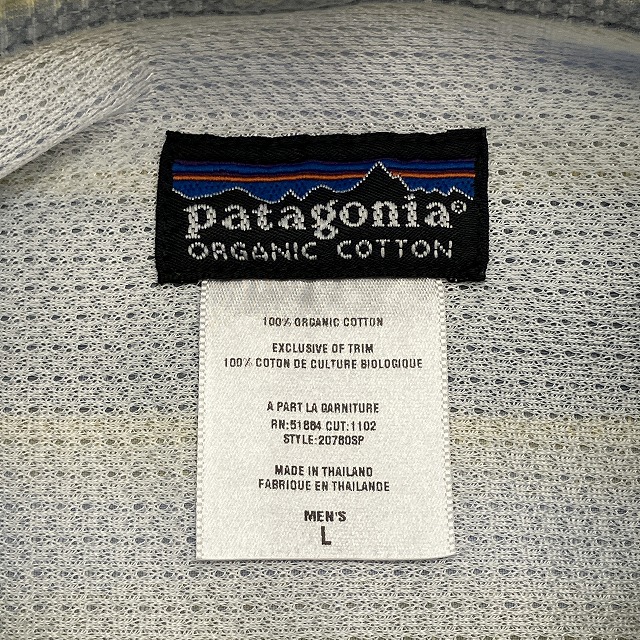 patagonia®
ORGANIC COTTON
100% ORGANIC COTTON
EXCLUSIVE OF TRIM
100% COTON DE CULTURE BIOLOGIQUE
A PART LA GARNITURE
RN:51884 CUT:1102
STYLE:20780SP
MADE IN THAILAND
FABRIQUE EN THAILANDE
MEN'S
L